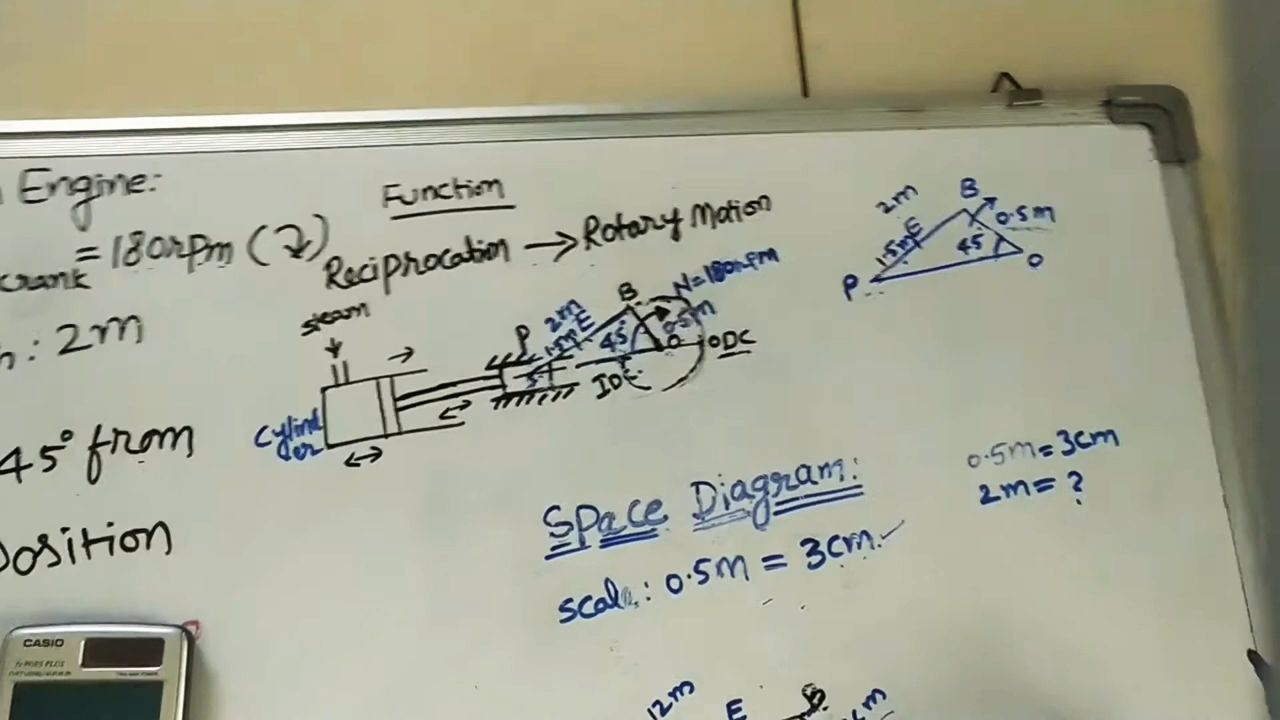 Engine:
Function
crank = 180rpm
Reciprocation → Rotary Motion
: 2m
45° from
Position
steam
Cylinder
P
2m
1.5m E
B
45
N=180rpm
0.5m
O
ODC
2m
B
0.5m
1.5m E
45
P
O
Space Diagram:
scale: 0.5m = 3cm
0.5m = 3cm
2m = ?
CASIO
12m
E
B